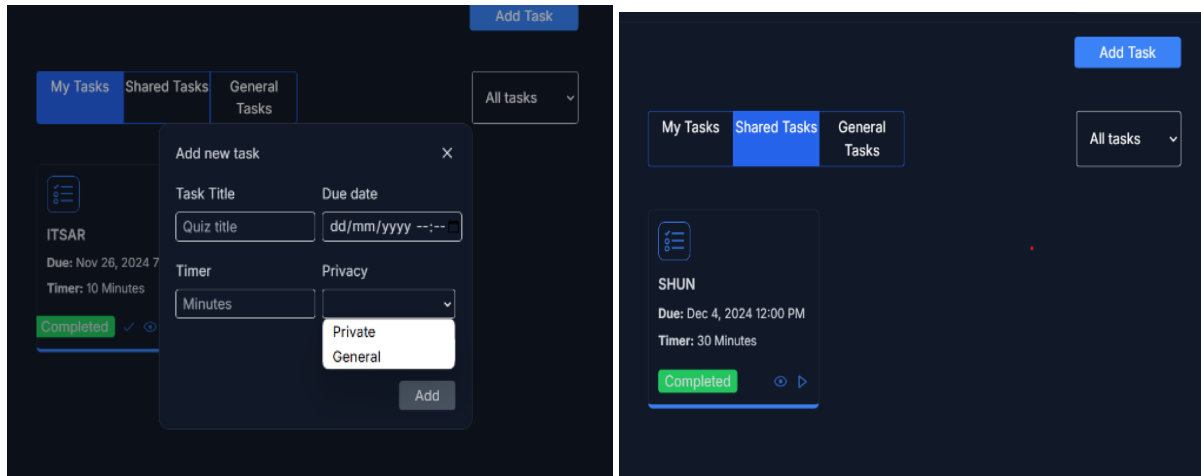 Add Task
My Tasks
Shared Tasks
General
Tasks
All tasks
Add new task
Task Title
Due date
Quiz title
dd/mm/yyyy --:--
ITSAR
Due: Nov 26, 2024 7
Timer: 10 Minutes
Timer
Privacy
Minutes
Private
General
Completed
Add
Add Task
My Tasks
Shared Tasks
General
Tasks
All tasks
SHUN
Due: Dec 4, 2024 12:00 PM
Timer: 30 Minutes
Completed